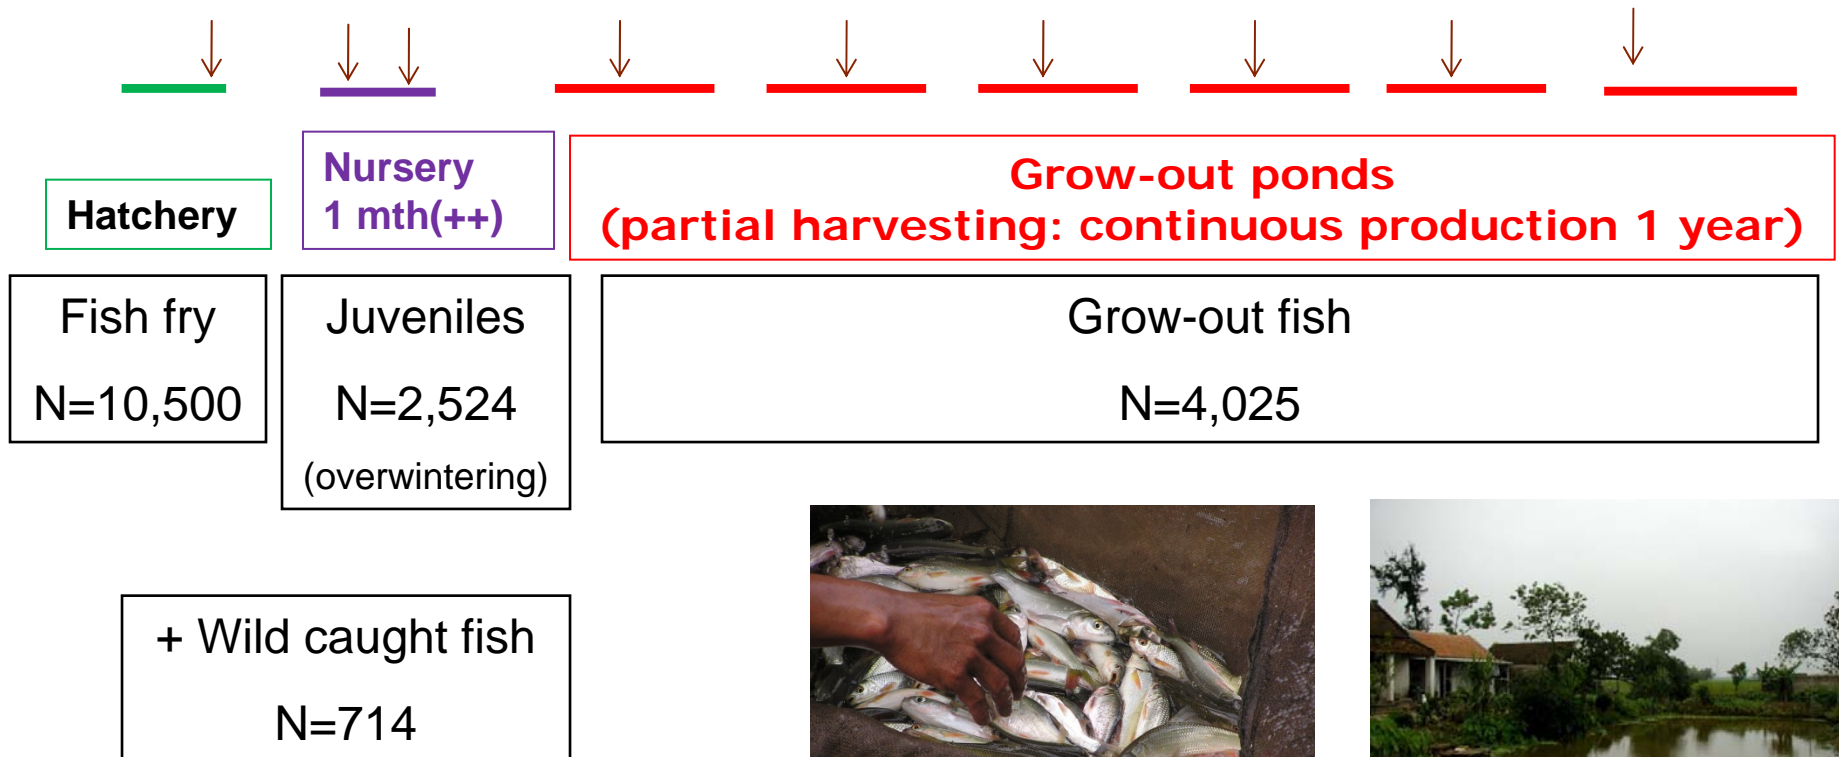 Hatchery
Nursery
1 mth(++)
Grow-out ponds
(partial harvesting: continuous production 1 year)
Fish fry
N=10,500
Juveniles
N=2,524
(overwintering)
Grow-out fish
N=4,025
+ Wild caught fish
N=714